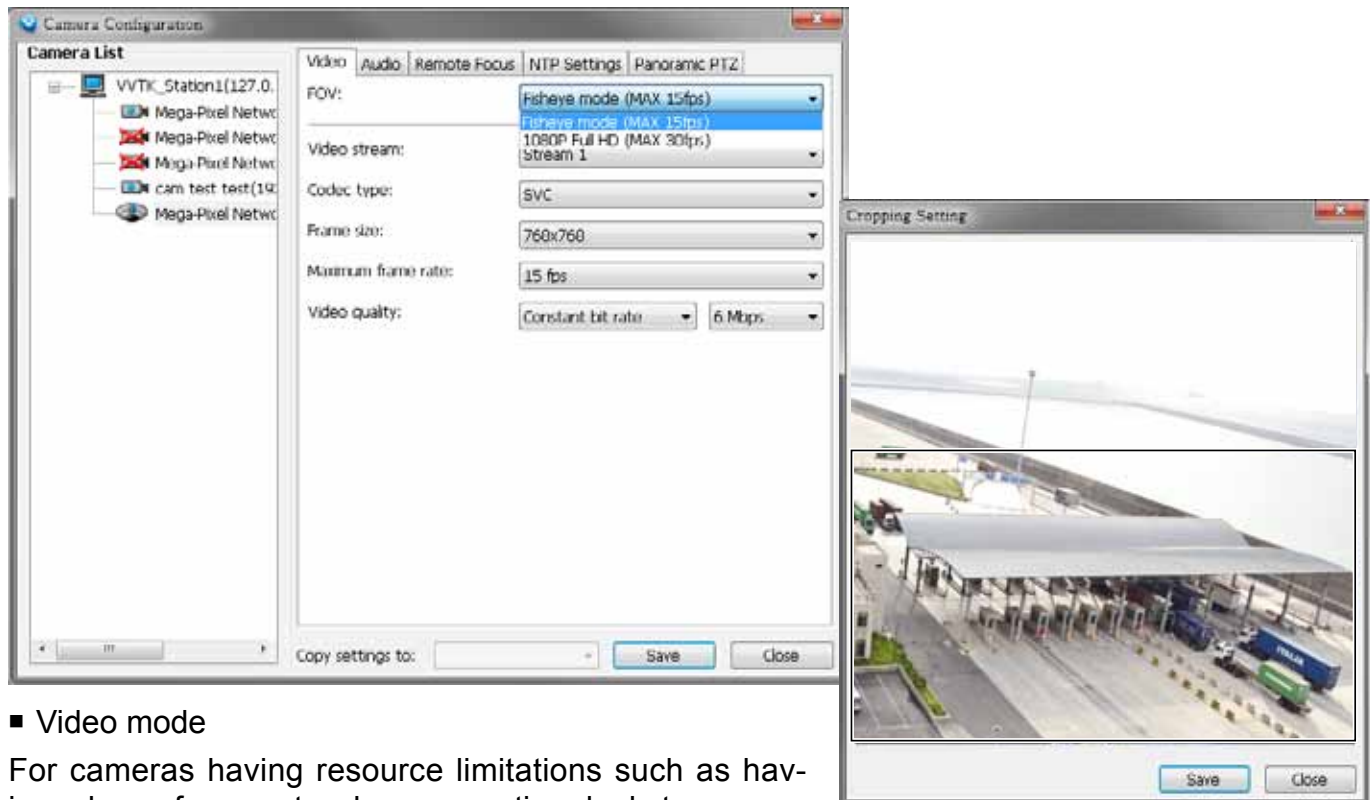 Camera Configuration
Camera List
VVTK_Station1(127.0.
Mega-Pixel Netwo
Mega-Pixel Netwo
Mega-Pixel Netwo
cam test test(19
Mega-Pixel Netwo
Video Audio Remote Focus NTP Settings Panoramic PTZ
FOV:
Fisheye mode (MAX 15fps)
Fisheye mode (MAX 15fps)
1080P Full HD (MAX 30fps)
Video stream:
Stream 1
Codec type:
SVC
Frame size:
760x760
Maximum frame rate:
15 fps
Video quality:
Constant bit rate 6 Mbps
Copy settings to:
Save Close
Cropping Setting
Save Close
■ Video mode
For cameras having resource limitations such as hav-